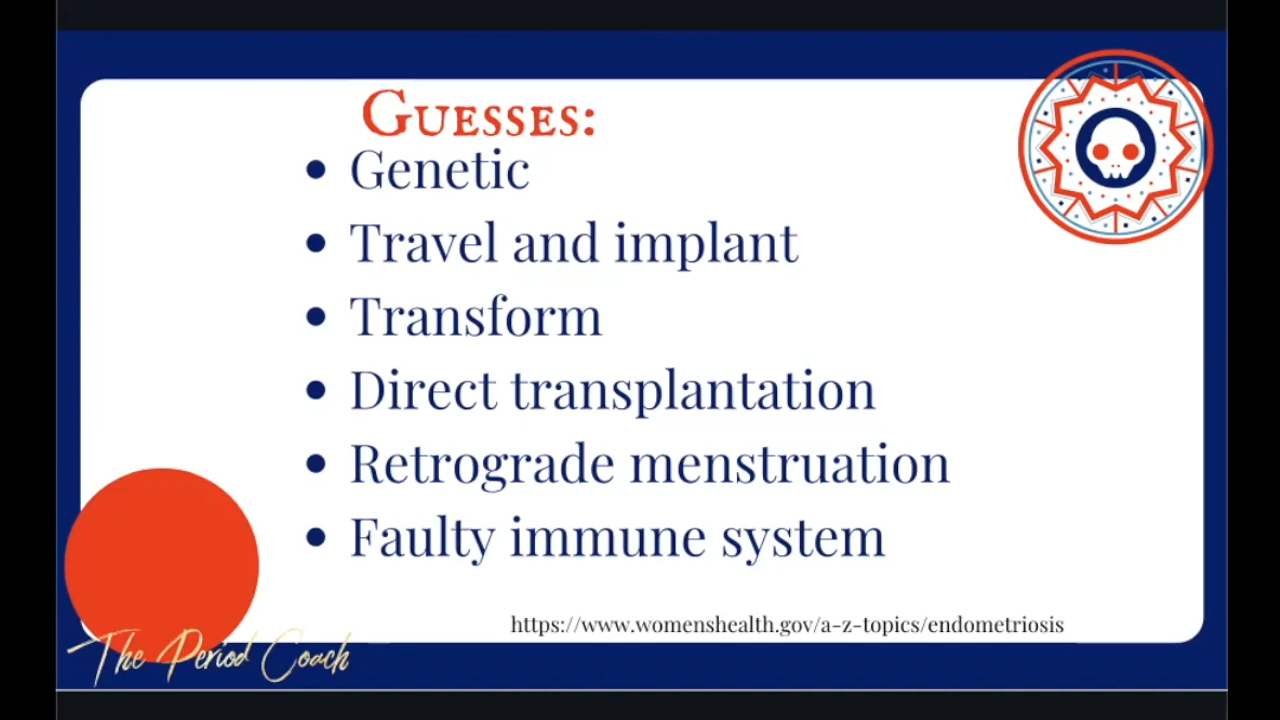 Guesses:
• Genetic
• Travel and implant
• Transform
• Direct transplantation
• Retrograde menstruation
• Faulty immune system
https://www.womenshealth.gov/a-z-topics/endometriosis
The Period Coach